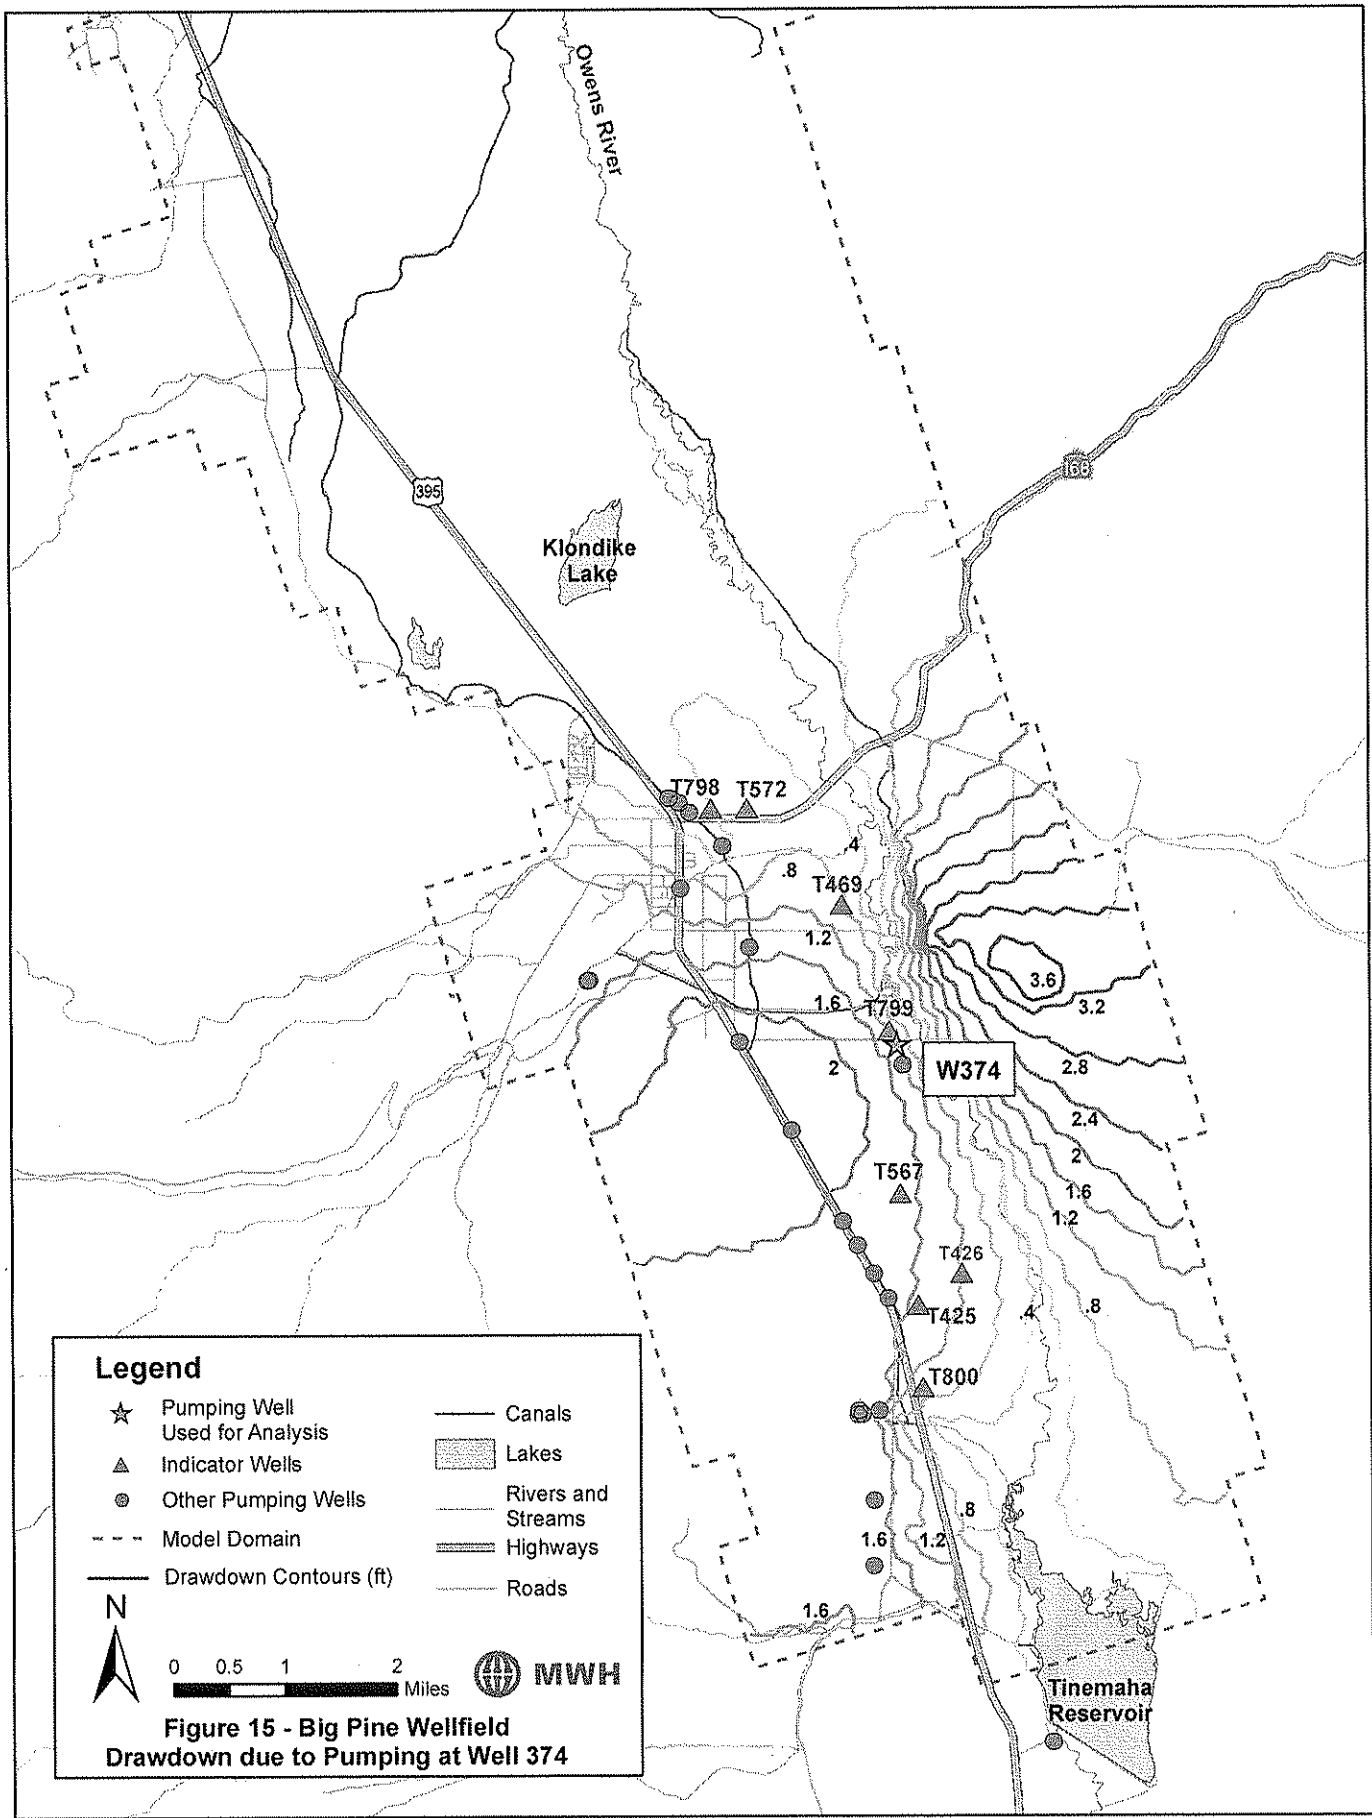 Owens River
395
168
Klondike
Lake
T798
T572
.4
.8
T469
1.2
3.6
3.2
1.6
T799
W374
2
2.8
2.4
2
T567
1.6
1.2
T426
.8
.4
T425
T800
.8
1.6
1.2
1.6
Tinemaha
Reservoir
Legend
Pumping Well
Used for Analysis
Indicator Wells
Other Pumping Wells
Model Domain
Drawdown Contours (ft)
Canals
Lakes
Rivers and
Streams
Highways
Roads
N
0 0.5 1 2
Miles
MWH
Figure 15 - Big Pine Wellfield
Drawdown due to Pumping at Well 374